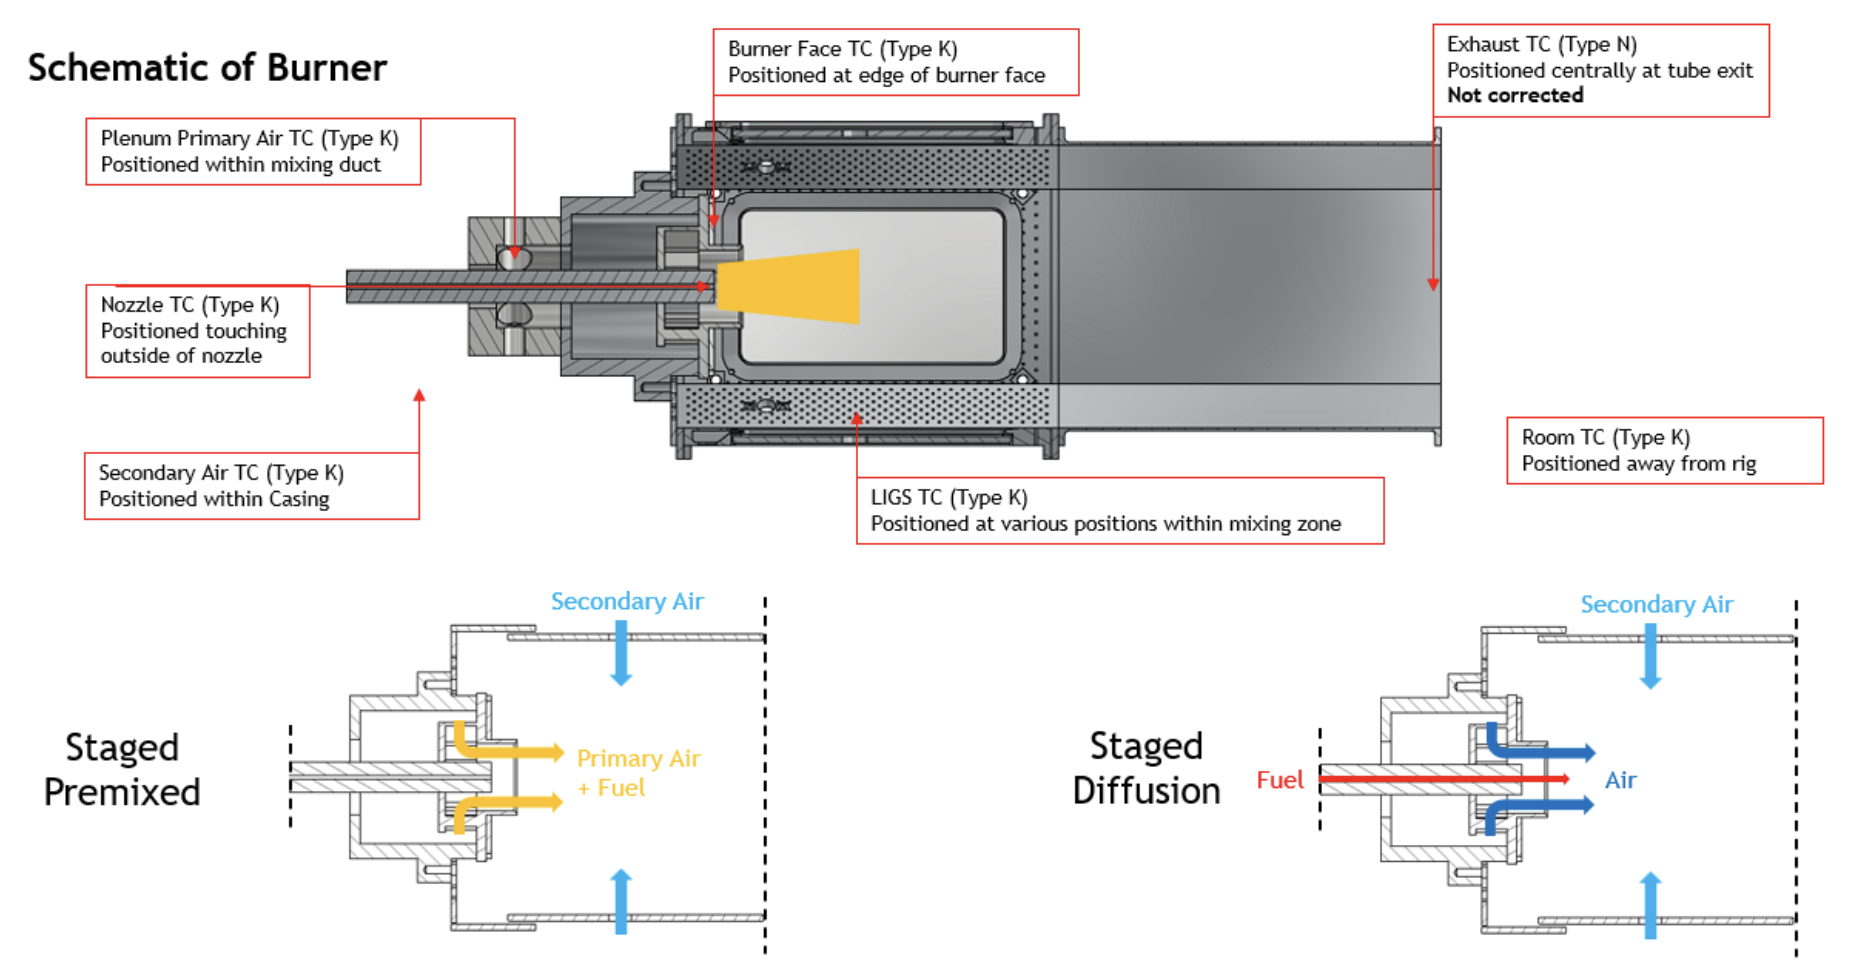 Schematic of Burner
Burner Face TC (Type K)
Positioned at edge of burner face
Exhaust TC (Type N)
Positioned centrally at tube exit
Not corrected
Plenum Primary Air TC (Type K)
Positioned within mixing duct
Nozzle TC (Type K)
Positioned touching
outside of nozzle
Secondary Air TC (Type K)
Positioned within Casing
LIGS TC (Type K)
Positioned at various positions within mixing zone
Room TC (Type K)
Positioned away from rig
Staged
Premixed
Secondary Air
Primary Air
+ Fuel
Staged
Diffusion
Secondary Air
Fuel
Air